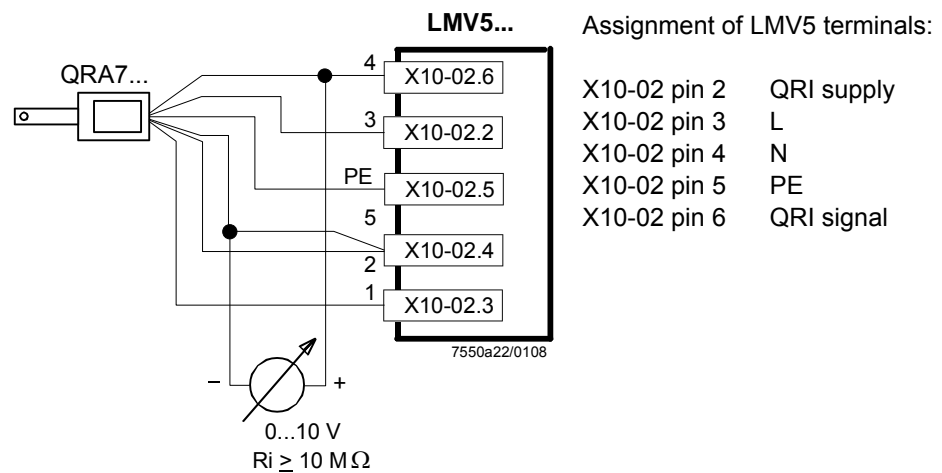 LMV5...
Assignment of LMV5 terminals:
QRA7...
4
X10-02.6
3
X10-02.2
PE
X10-02.5
5
X10-02.4
2
1
X10-02.3
7550a22/0108
X10-02 pin 2 QRI supply
X10-02 pin 3 L
X10-02 pin 4 N
X10-02 pin 5 PE
X10-02 pin 6 QRI signal
– +
0...10 V
Ri ≥ 10 MΩ